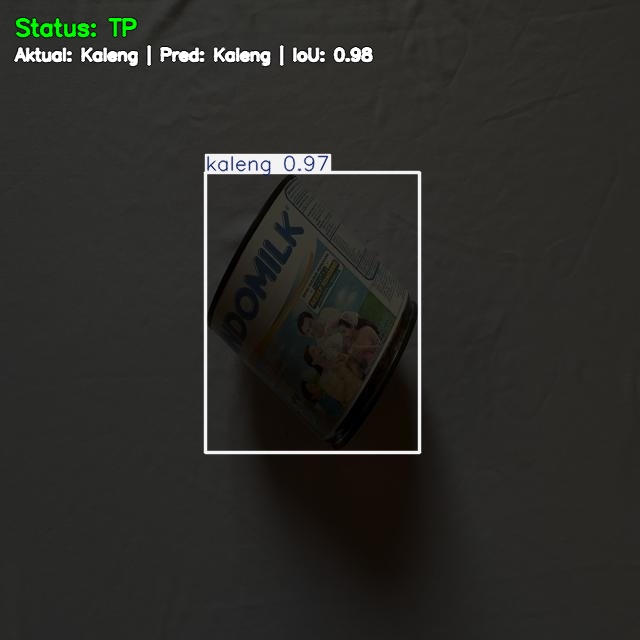 Status: TP
Aktual: Kaleng | Pred: Kaleng | IoU: 0.98
kaleng 0.97
DOMILK